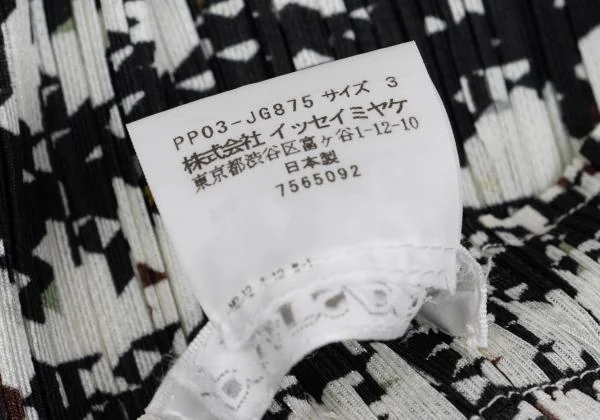 PP03-JG875 サイズ 3
株式会社 イッセイミヤケ
東京都渋谷区富ヶ谷1-12-10
日本製
7565092